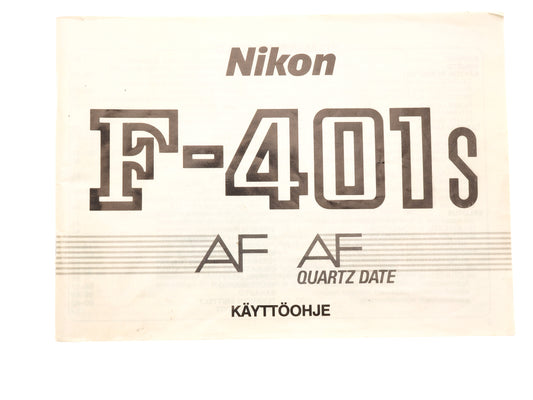 Nikon
F-401s
AF AF
QUARTZ DATE
KÄYTTÖOHJE